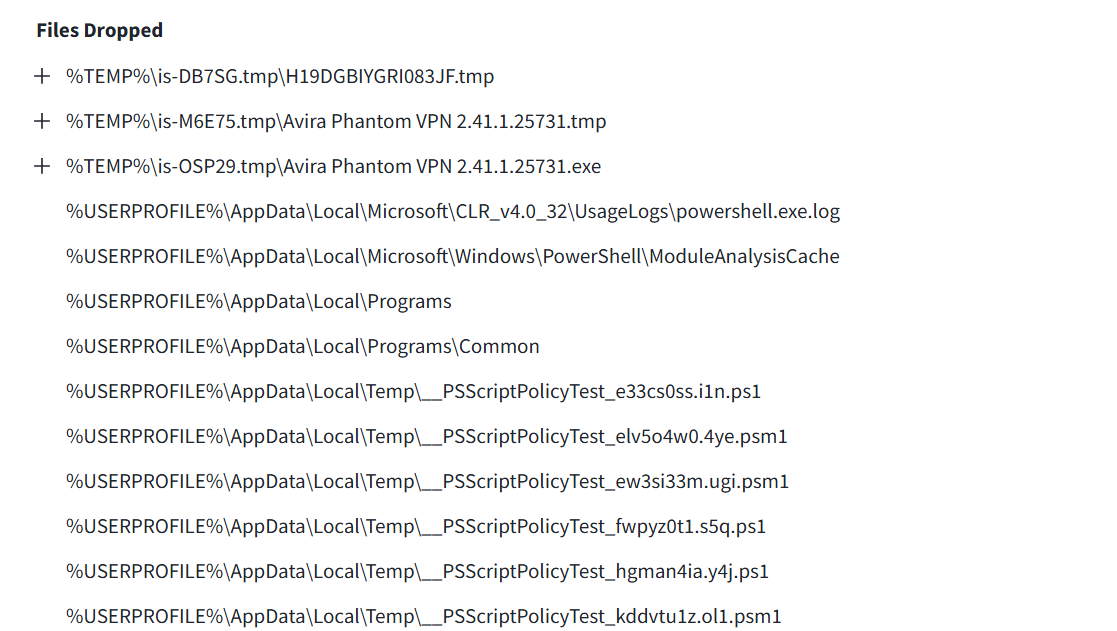 Files Dropped
%TEMP%\is-DB7SG.tmp\H19DGBIYGRI083JF.tmp
%TEMP%\is-M6E75.tmp\Avira Phantom VPN 2.41.1.25731.tmp
%TEMP%\is-OSP29.tmp\Avira Phantom VPN 2.41.1.25731.exe
%USERPROFILE%\AppData\Local\Microsoft\CLR_v4.0_32\UsageLogs\powershell.exe.log
%USERPROFILE%\AppData\Local\Microsoft\Windows\PowerShell\ModuleAnalysisCache
%USERPROFILE%\AppData\Local\Programs
%USERPROFILE%\AppData\Local\Programs\Common
%USERPROFILE%\AppData\Local\Temp\__PSScriptPolicyTest_e33cs0ss.i1n.ps1
%USERPROFILE%\AppData\Local\Temp\__PSScriptPolicyTest_elv5o4w0.4ye.psm1
%USERPROFILE%\AppData\Local\Temp\__PSScriptPolicyTest_ew3si33m.ugi.psm1
%USERPROFILE%\AppData\Local\Temp\__PSScriptPolicyTest_fwpyz0t1.s5q.ps1
%USERPROFILE%\AppData\Local\Temp\__PSScriptPolicyTest_hgman4ia.y4j.ps1
%USERPROFILE%\AppData\Local\Temp\__PSScriptPolicyTest_kddvtu1z.ol1.psm1